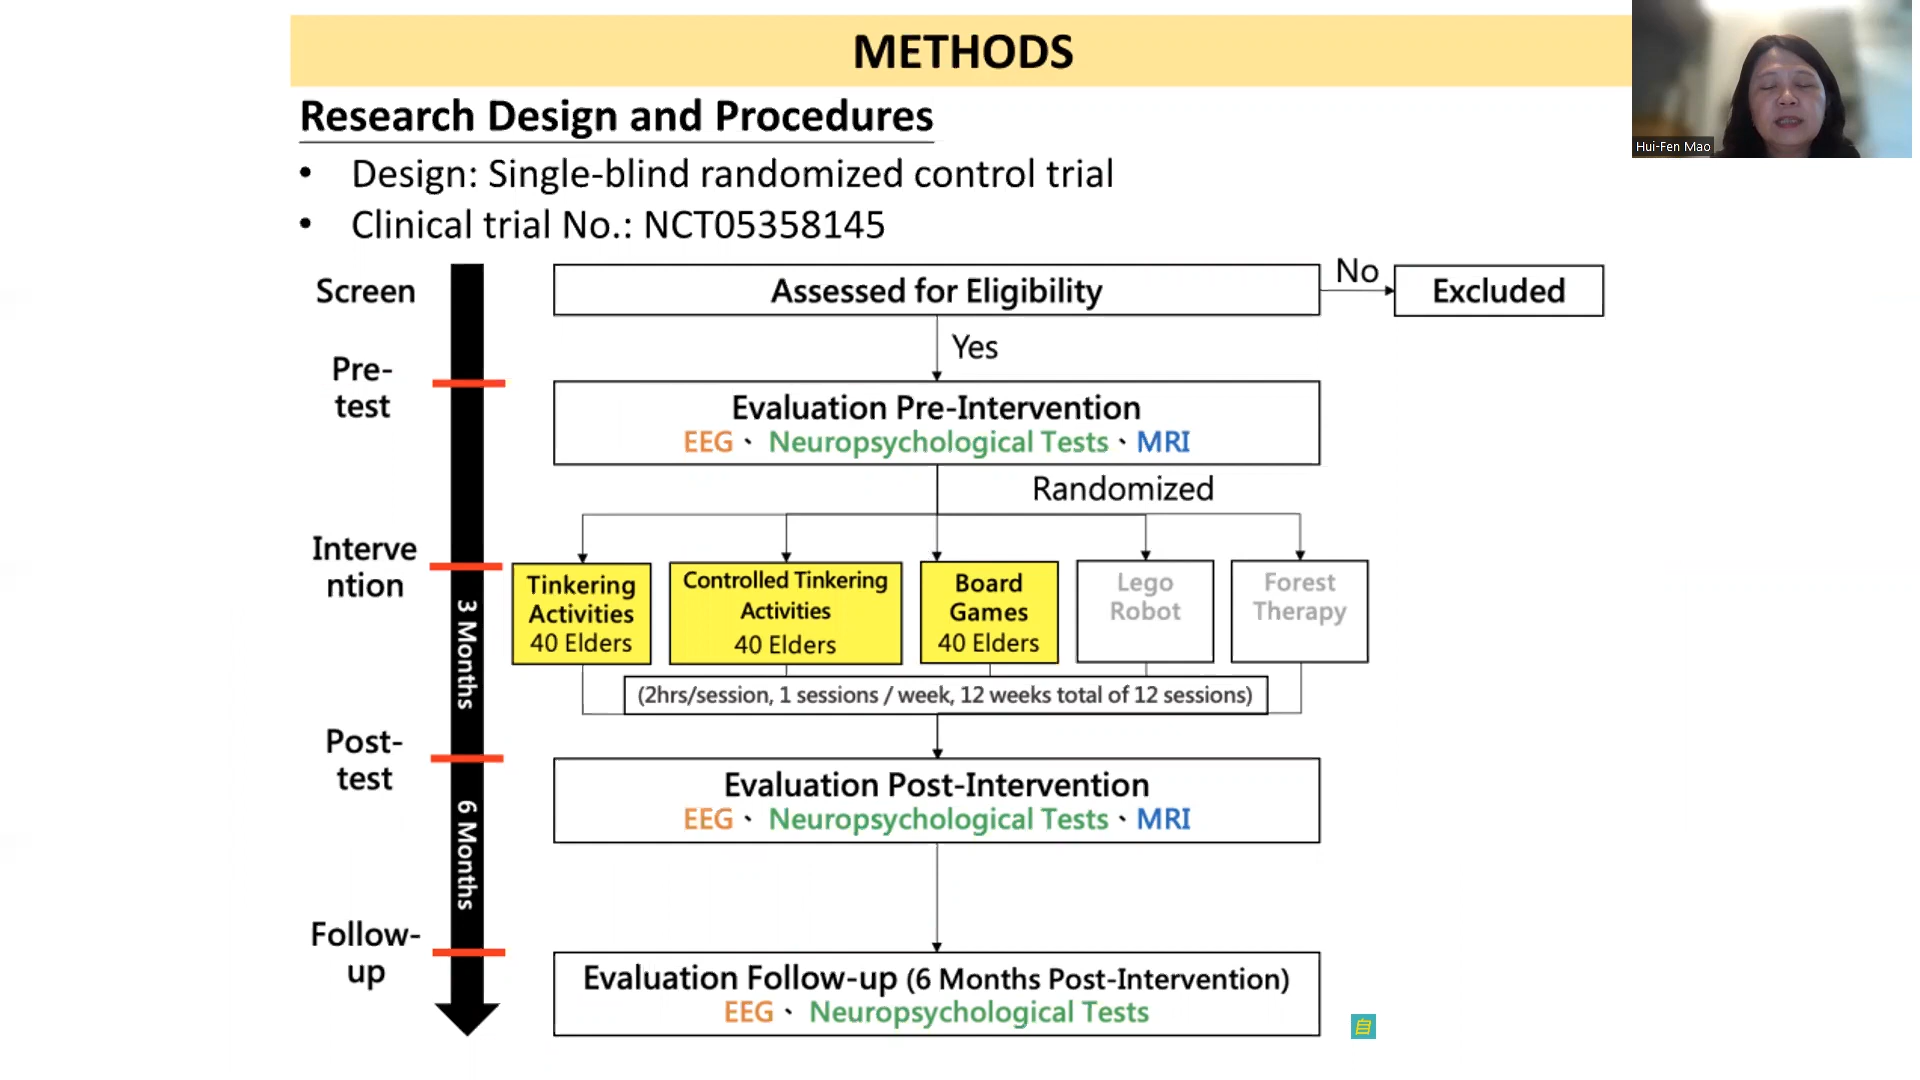 METHODS
Hui-Fen Mao
Research Design and Procedures
• Design: Single-blind randomized control trial
• Clinical trial No.: NCT05358145
Screen
Assessed for Eligibility
No
Excluded
Yes
Pre-
test
Evaluation Pre-Intervention
EEG、 Neuropsychological Tests、MRI
Randomized
Interve
ntion
3 Months
Tinkering
Activities
40 Elders
Controlled Tinkering
Activities
40 Elders
Board
Games
40 Elders
Lego
Robot
Forest
Therapy
(2hrs/session, 1 sessions / week, 12 weeks total of 12 sessions)
Post-
test
6 Months
Evaluation Post-Intervention
EEG、 Neuropsychological Tests、MRI
Follow-
up
Evaluation Follow-up (6 Months Post-Intervention)
EEG、 Neuropsychological Tests
自